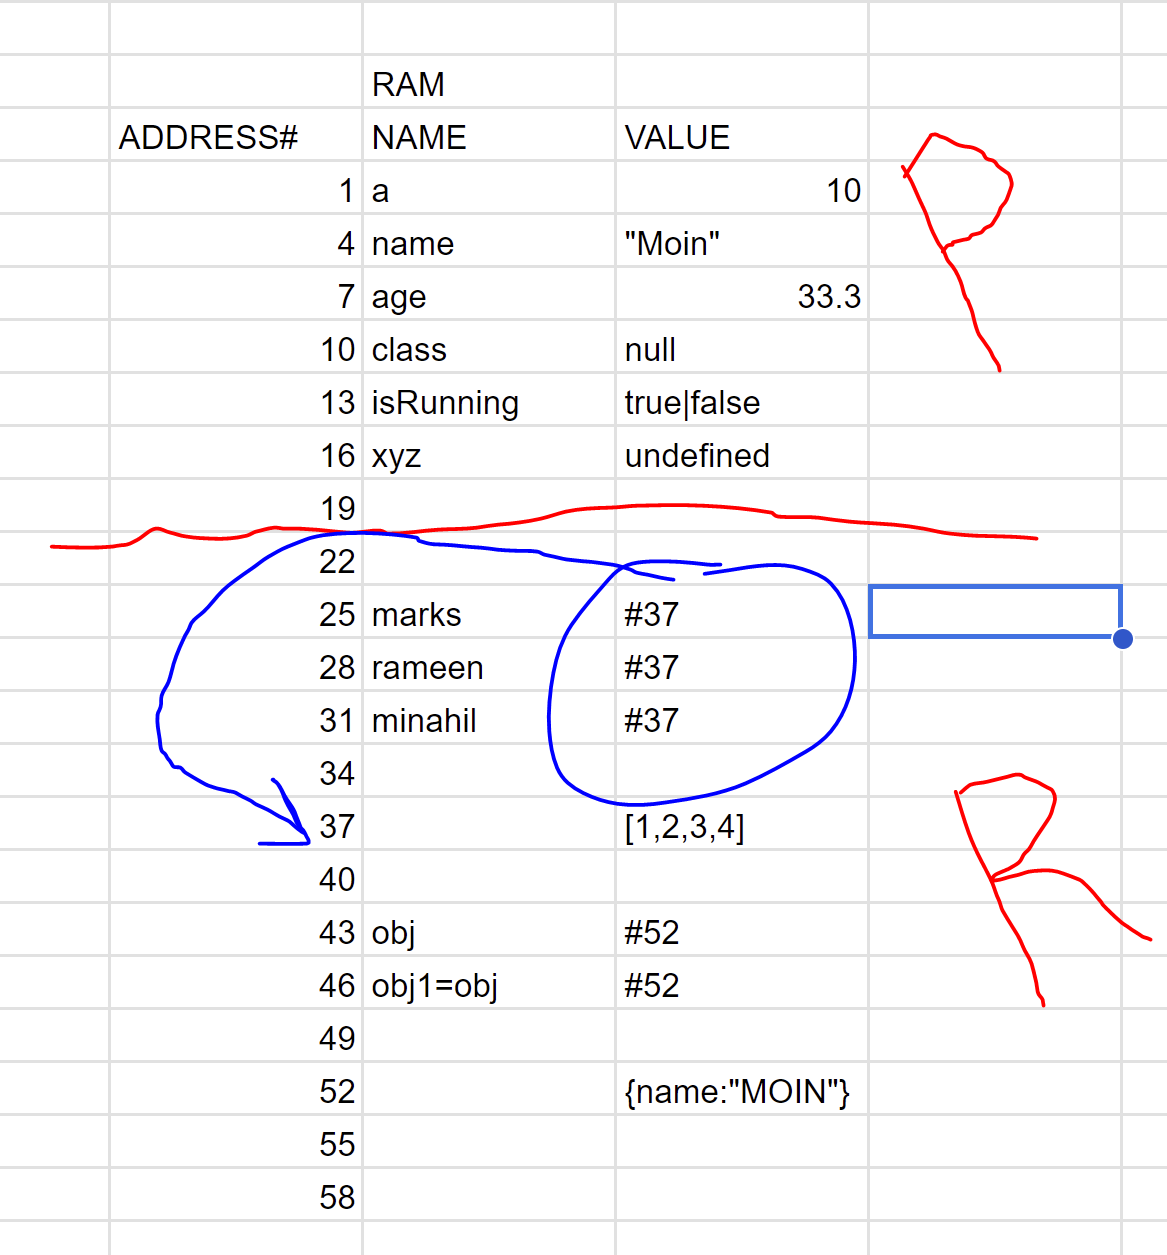 RAM
ADDRESS# NAME VALUE
1 a 10
4 name "Moin"
7 age 33.3
10 class null
13 isRunning true|false
16 xyz undefined
19
22
25 marks #37
28 rameen #37
31 minahil #37
34
37 [1,2,3,4]
40
43 obj #52
46 obj1=obj #52
49
52 {name:"MOIN"}
55
58
P
R